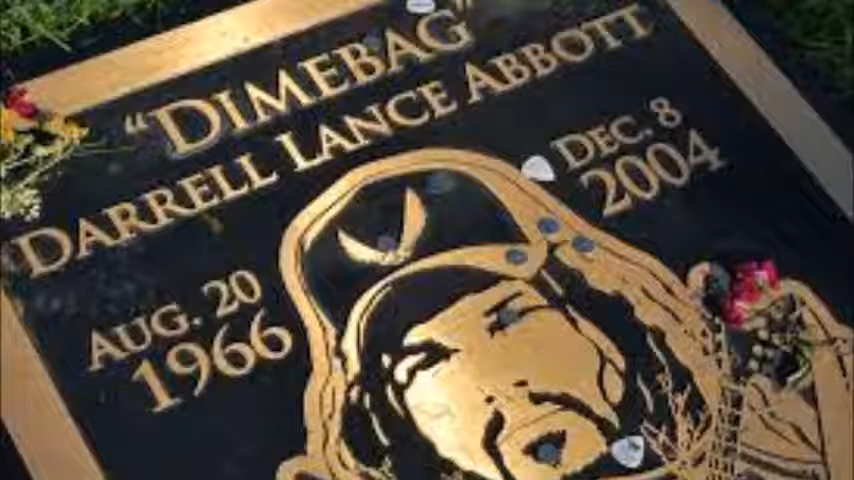 "DIMEBAG"
DARRELL LANCE ABBOTT
AUG. 20
1966
DEC. 8
2004